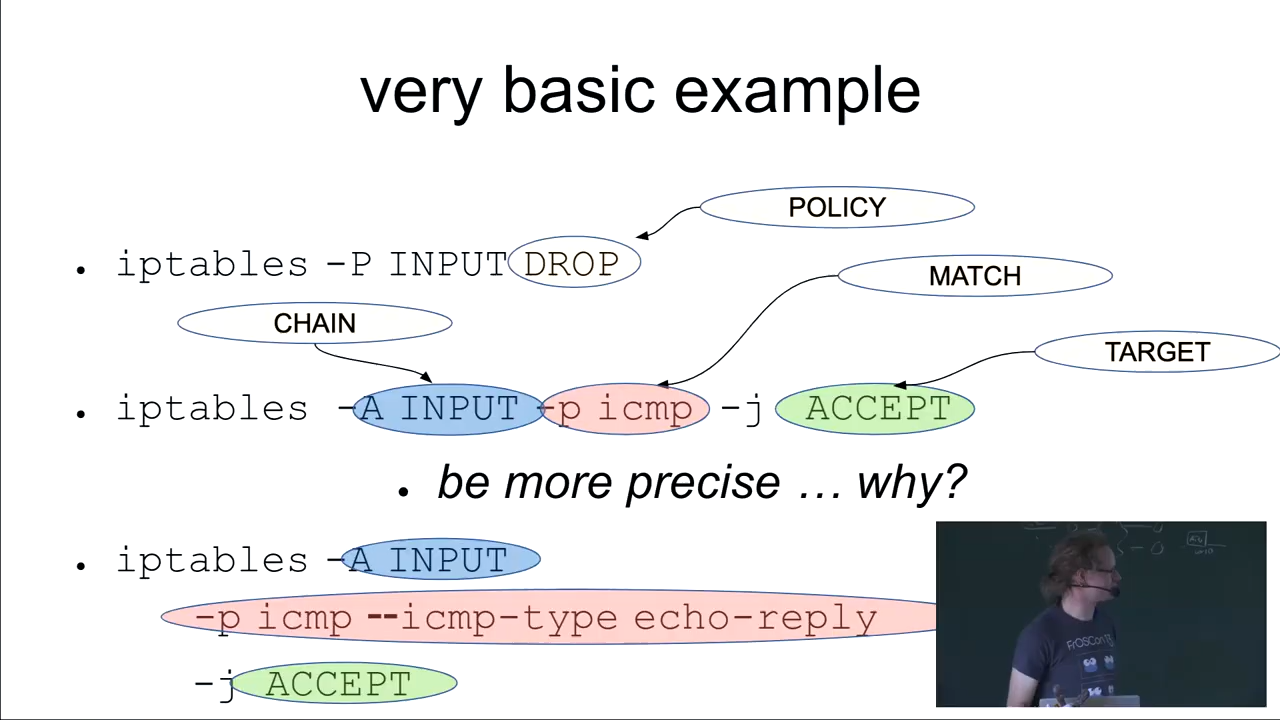 very basic example
POLICY
• iptables -P INPUT DROP
MATCH
CHAIN
TARGET
• iptables -A INPUT -p icmp -j ACCEPT
• be more precise … why?
• iptables -A INPUT
-p icmp --icmp-type echo-reply
-j ACCEPT
FrOSCon